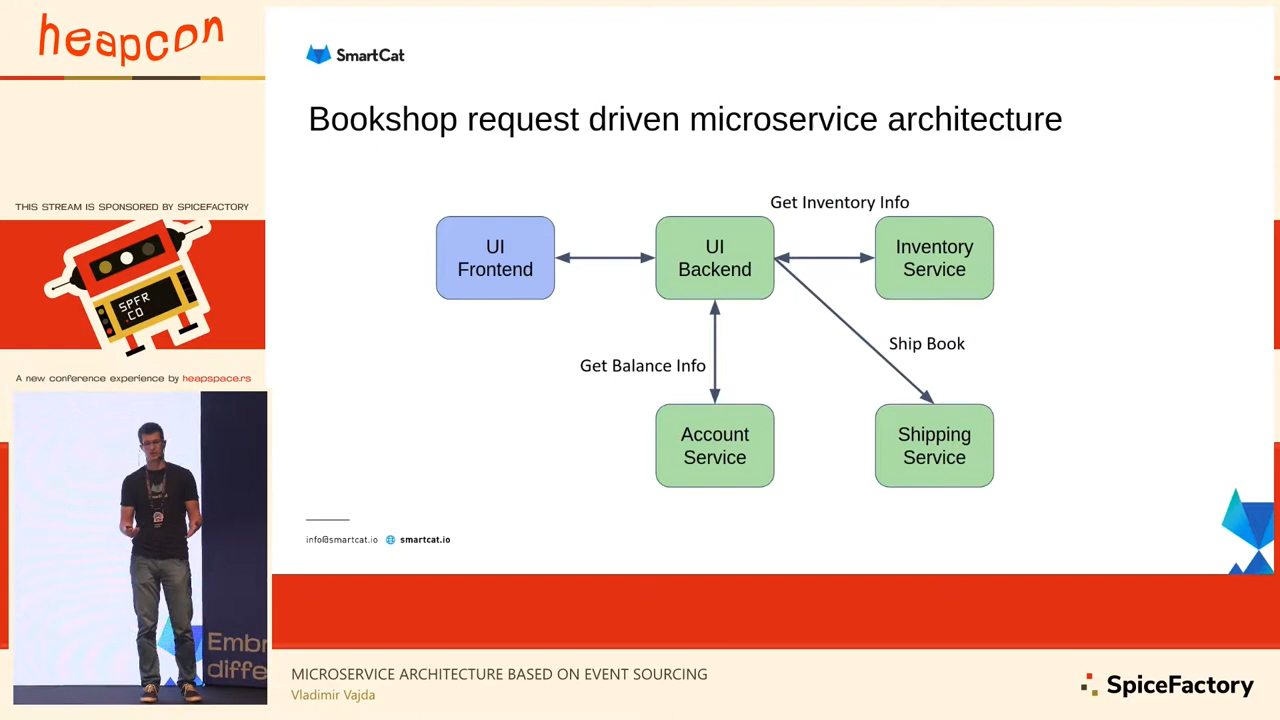 heapcon
THIS STREAM IS SPONSORED BY SPICEFACTORY
SPFR
.CO
A new conference experience by heapspace.rs
SmartCat
Bookshop request driven microservice architecture
Get Inventory Info
UI
Frontend
UI
Backend
Inventory
Service
Ship Book
Get Balance Info
Account
Service
Shipping
Service
info@smartcat.io
smartcat.io
MICROSERVICE ARCHITECTURE BASED ON EVENT SOURCING
Vladimir Vajda
SpiceFactory